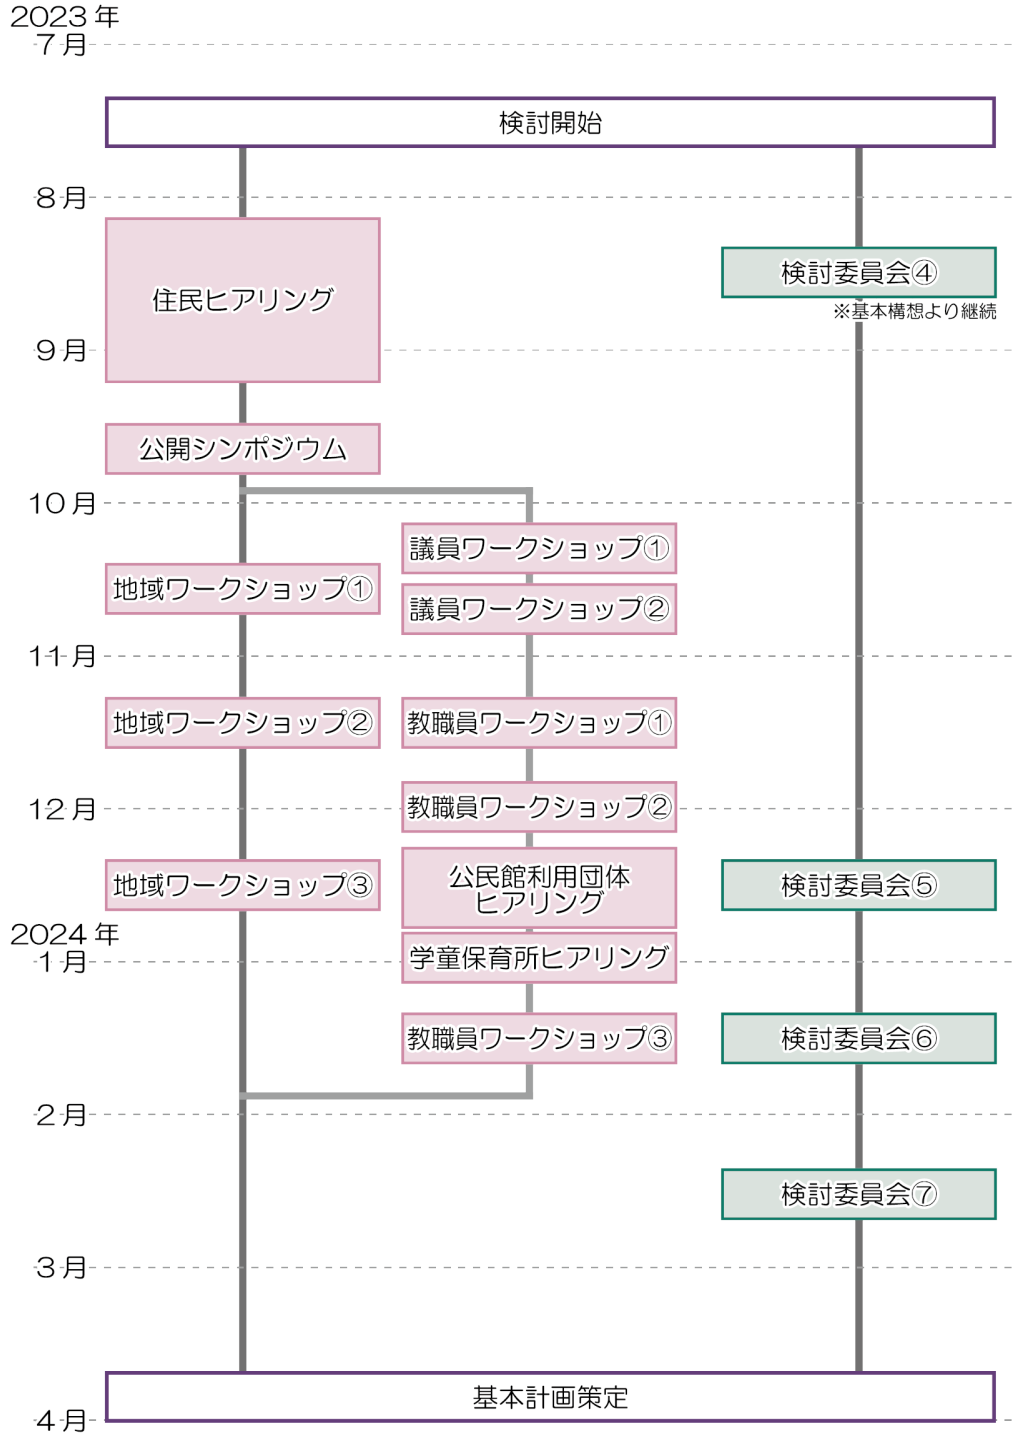 2023年
7月
検討開始
8月
住民ヒアリング
検討委員会④
※基本構想より継続
9月
公開シンポジウム
10月
議員ワークショップ①
地域ワークショップ①
議員ワークショップ②
11月
地域ワークショップ②
教職員ワークショップ①
12月
教職員ワークショップ②
公民館利用団体
ヒアリング
地域ワークショップ③
検討委員会⑤
2024年
1月
学童保育所ヒアリング
教職員ワークショップ③
検討委員会⑥
2月
検討委員会⑦
3月
基本計画策定
4月